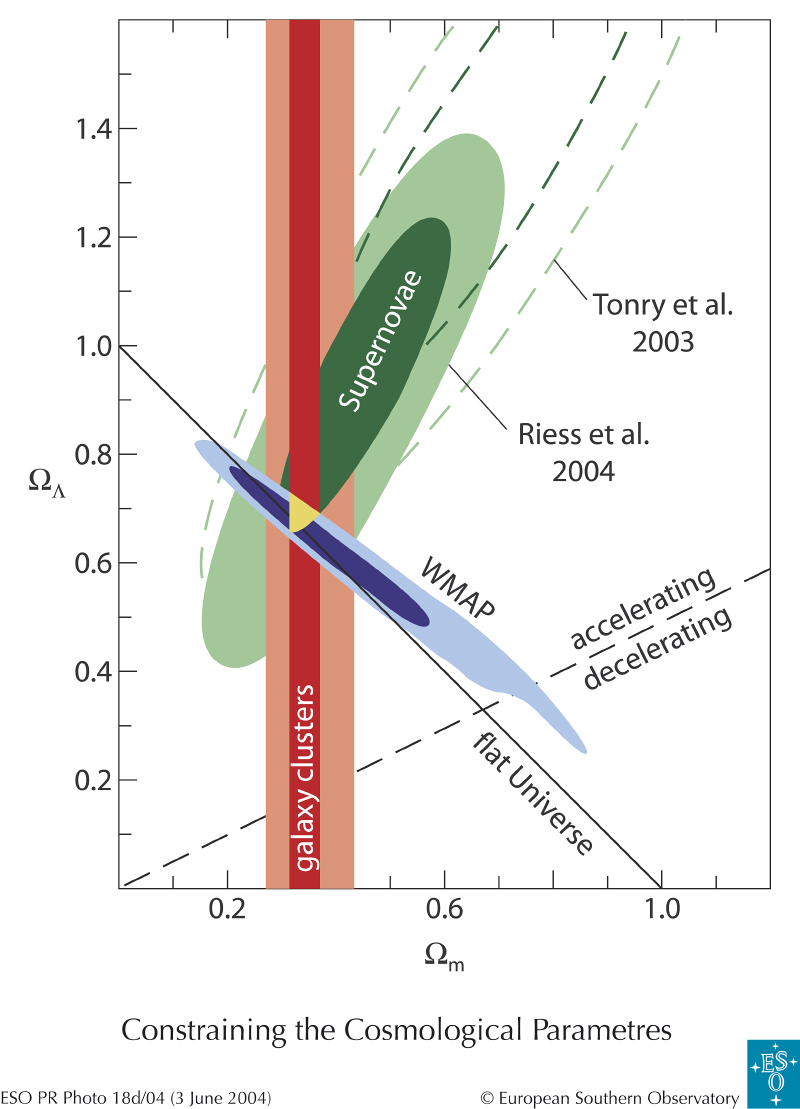 1.4
1.2
1.0
0.8
0.6
0.4
0.2
ΩΛ
Supernovae
Tonry et al.
2003
Riess et al.
2004
WMAP
accelerating
decelerating
flat Universe
galaxy clusters
0.2
0.6
1.0
Ωm
Constraining the Cosmological Parametres
ESO PR Photo 18d/04 (3 June 2004)
© European Southern Observatory
ES
O